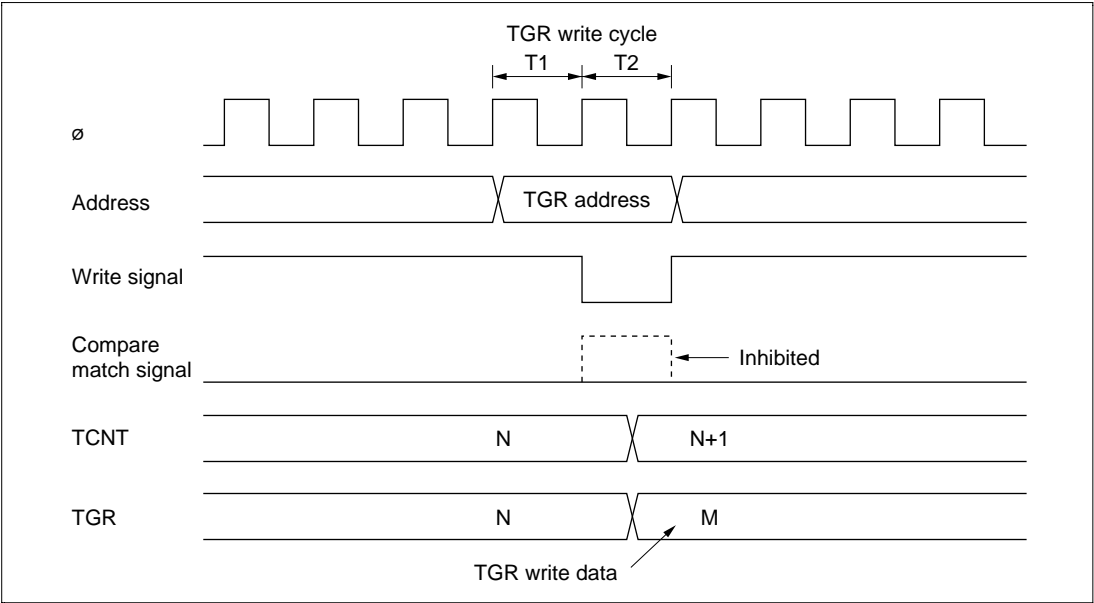 TGR write cycle
T1 T2
ø
Address TGR address
Write signal
Compare
match signal Inhibited
TCNT N N+1
TGR N M
TGR write data